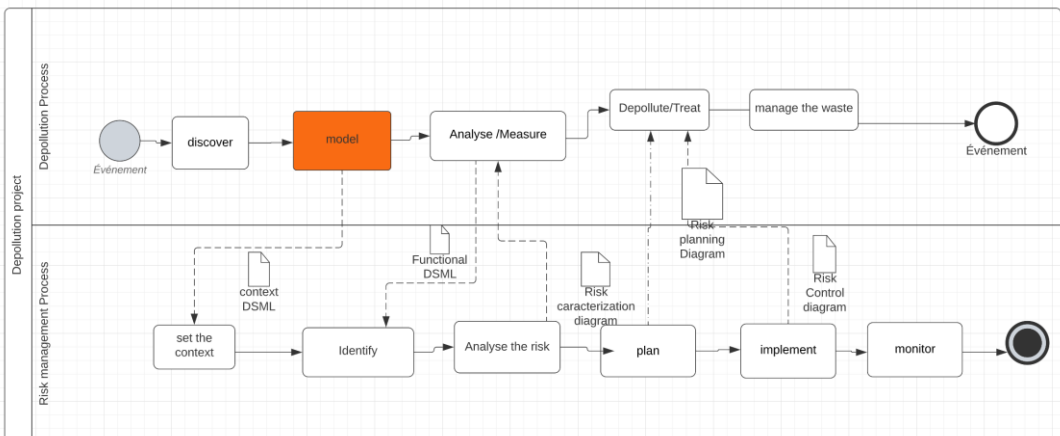 Depollution project
Depollution Process
Événement
discover
model
Analyse /Measure
Depollute/Treat
manage the waste
Événement
Risk management Process
context
DSML
Functional
DSML
Risk
caracterization
diagram
Risk
planning
Diagram
Risk
Control
diagram
set the
context
Identify
Analyse the risk
plan
implement
monitor